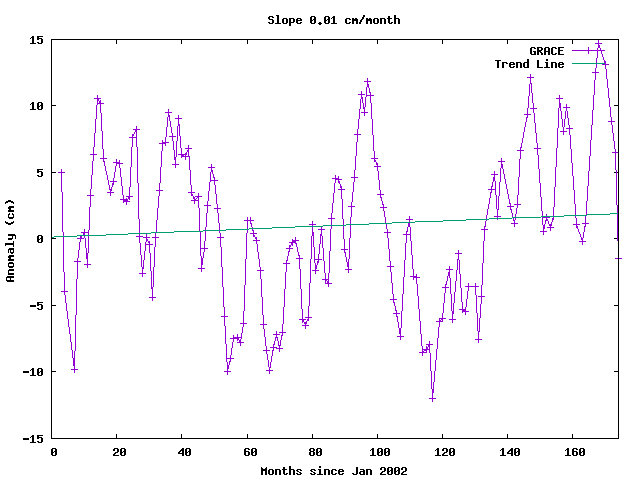 Slope 0.01 cm/month
GRACE
Trend Line
15
10
5
0
-5
-10
-15
Anomaly (cm)
0 20 40 60 80 100 120 140 160
Months since Jan 2002